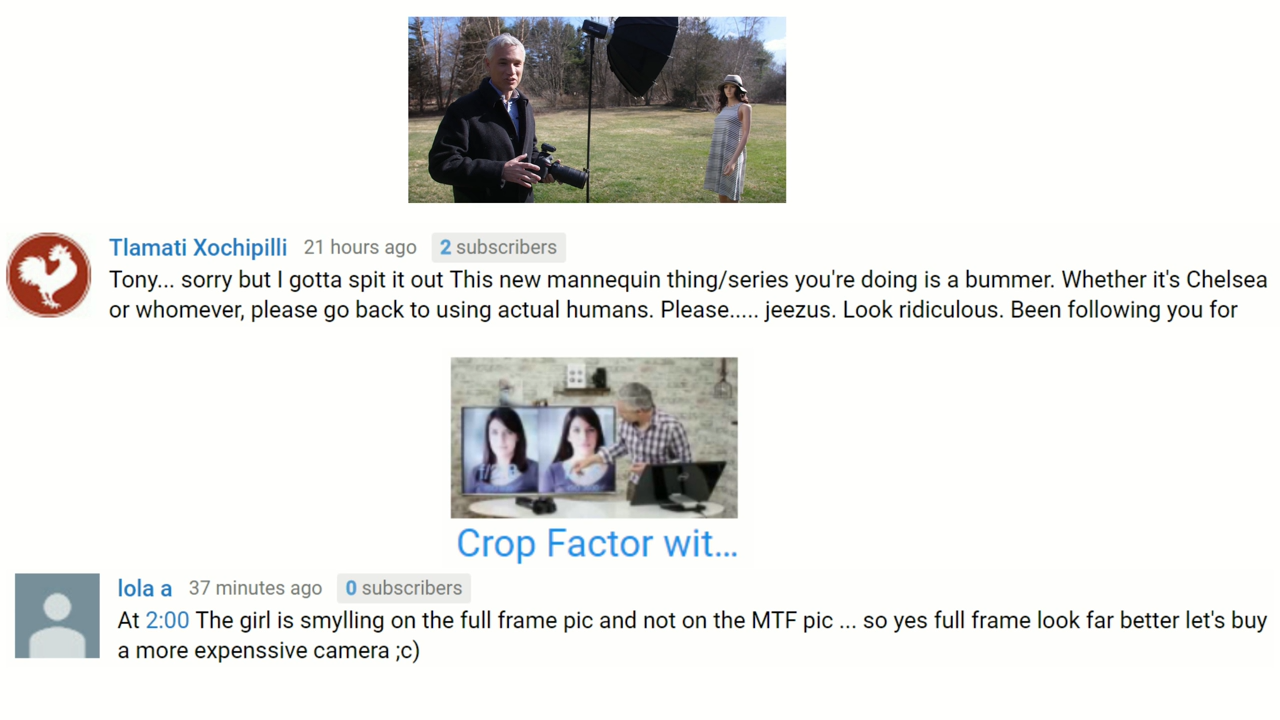 Tlamati Xochipilli 21 hours ago 2 subscribers
Tony... sorry but I gotta spit it out This new mannequin thing/series you're doing is a bummer. Whether it's Chelsea
or whomever, please go back to using actual humans. Please..... jeezus. Look ridiculous. Been following you for
Crop Factor wit...
lola a 37 minutes ago 0 subscribers
At 2:00 The girl is smylling on the full frame pic and not on the MTF pic ... so yes full frame look far better let's buy
a more expenssive camera ;c)